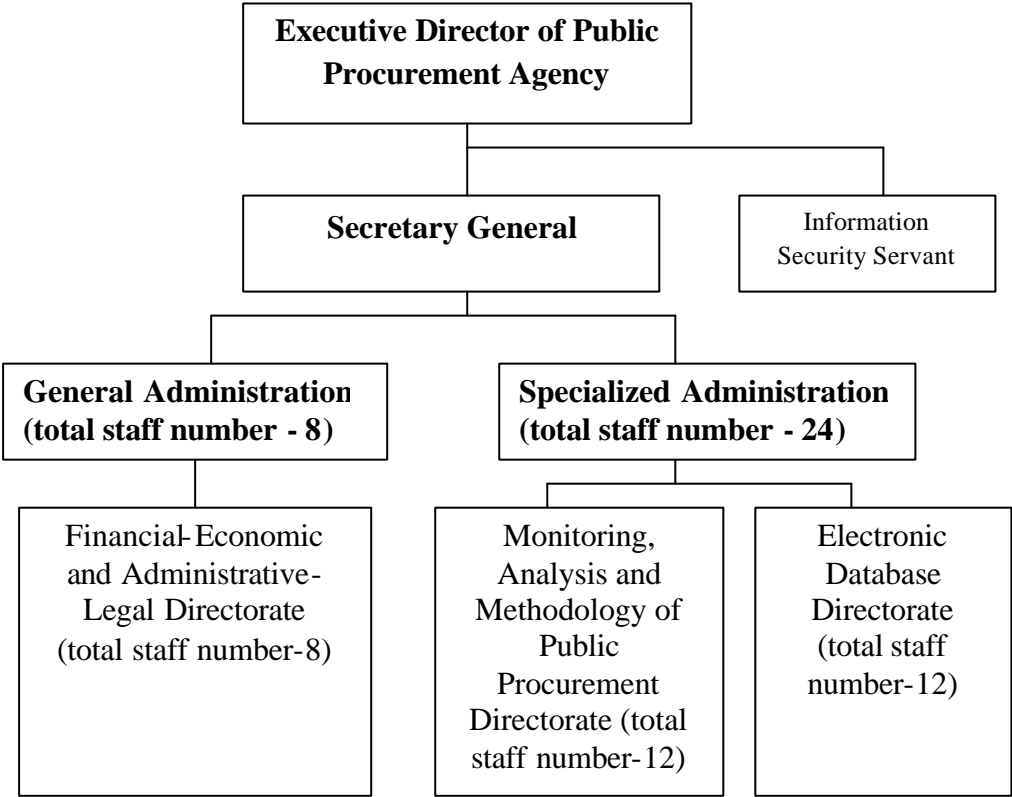 Executive Director of Public
Procurement Agency
Secretary General
Information
Security Servant
General Administration
(total staff number - 8)
Specialized Administration
(total staff number - 24)
Financial-Economic
and Administrative-
Legal Directorate
(total staff number-8)
Monitoring,
Analysis and
Methodology of
Public
Procurement
Directorate (total
staff number-12)
Electronic
Database
Directorate
(total staff
number-12)